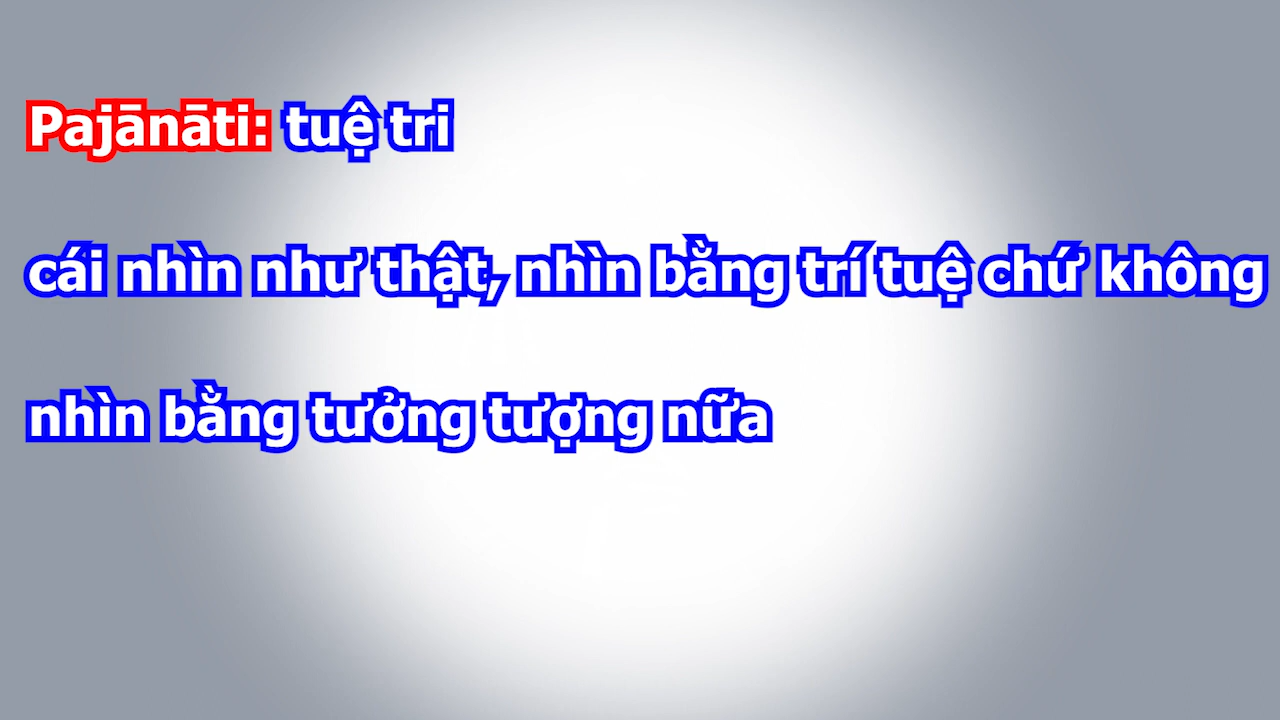 Pajānāti: tuệ tri
cái nhìn như thật, nhìn bằng trí tuệ chứ không
nhìn bằng tưởng tượng nữa